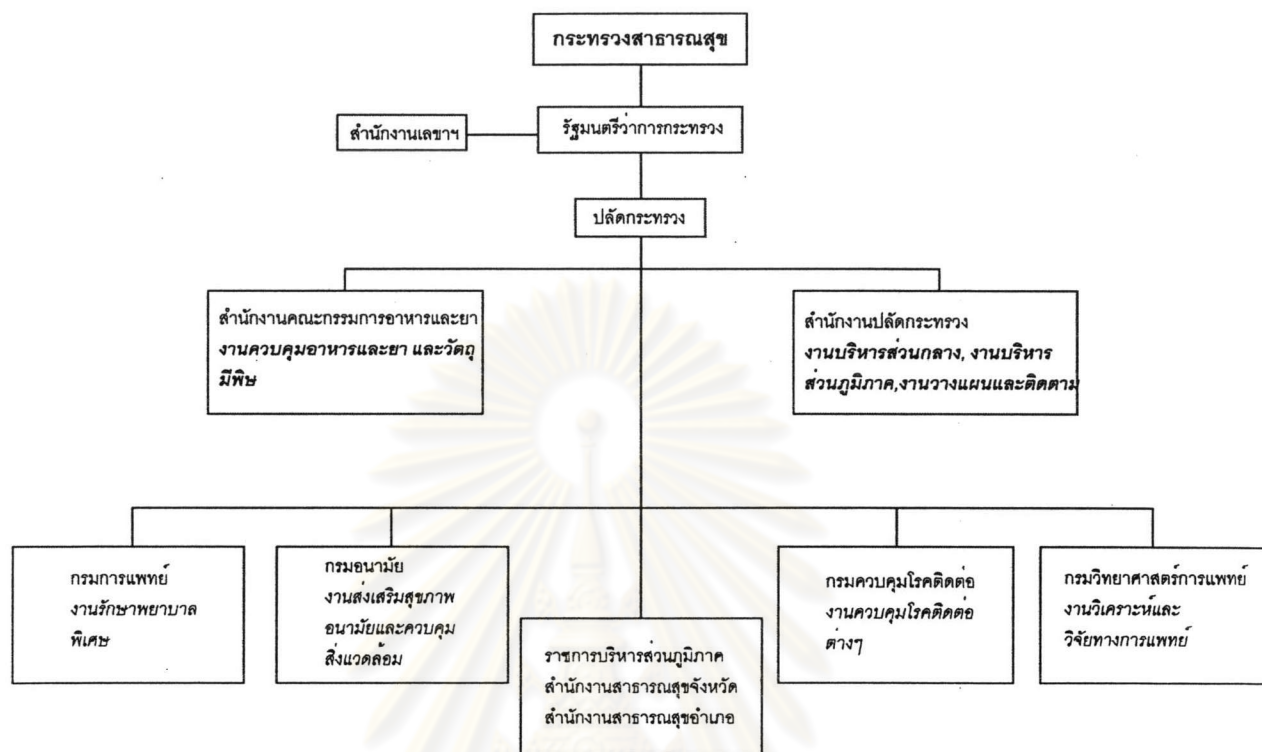 กระทรวงสาธารณสุข
สำนักงานเลขาฯ
รัฐมนตรีว่าการกระทรวง
ปลัดกระทรวง
สำนักงานคณะกรรมการอาหารและยา
งานควบคุมอาหารและยา และวัตถุ
มีพิษ
สำนักงานปลัดกระทรวง
งานบริหารส่วนกลาง, งานบริหาร
ส่วนภูมิภาค,งานวางแผนและติดตาม
กรมการแพทย์
งานรักษาพยาบาล
พิเศษ
กรมอนามัย
งานส่งเสริมสุขภาพ
อนามัยและควบคุม
สิ่งแวดล้อม
ราชการบริหารส่วนภูมิภาค
สำนักงานสาธารณสุขจังหวัด
สำนักงานสาธารณสุขอำเภอ
กรมควบคุมโรคติดต่อ
งานควบคุมโรคติดต่อ
ต่างๆ
กรมวิทยาศาสตร์การแพทย์
งานวิเคราะห์และ
วิจัยทางการแพทย์